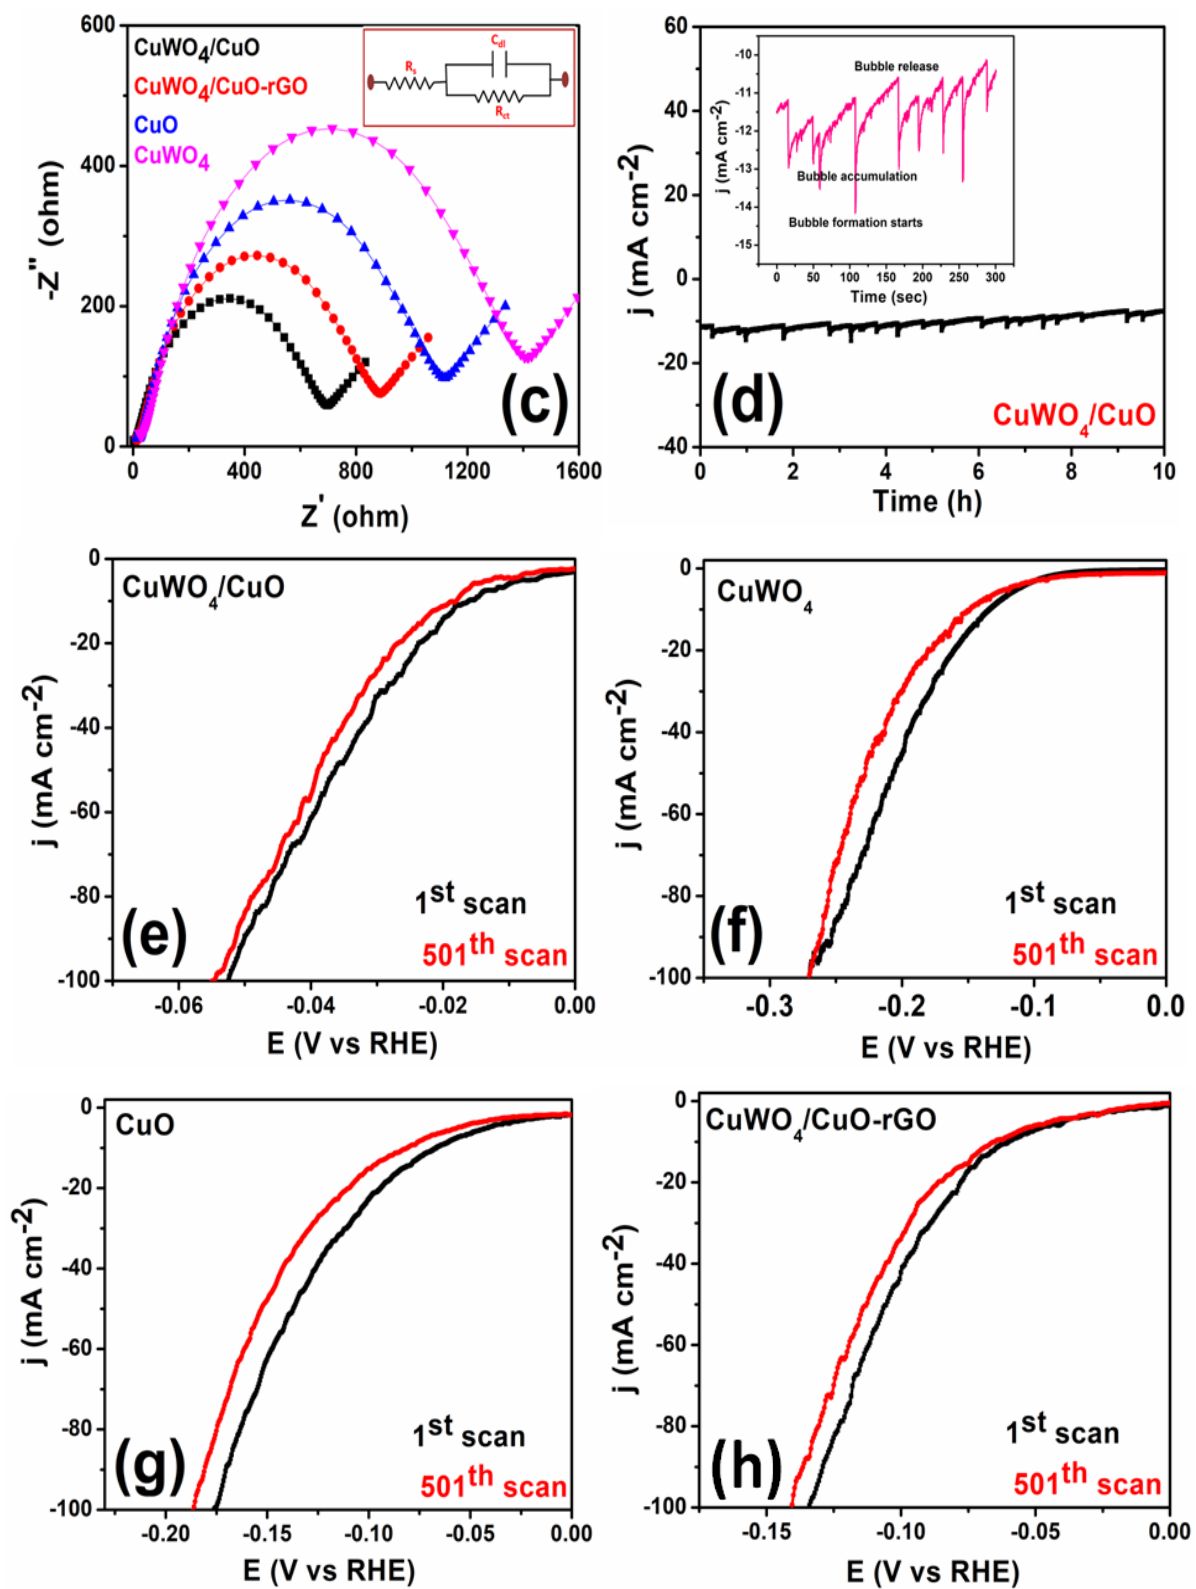 600
400
200
0
-Z" (ohm)
CuWO4/CuO
CuWO4/CuO-rGO
CuO
CuWO4
Rs
Cdl
Rct
(c)
0 400 800 1200 1600
Z' (ohm)
60
40
20
0
-20
-40
j (mA cm-2)
-10
-11
-12
-13
-14
-15
j (mA cm-2)
Bubble release
Bubble accumulation
Bubble formation starts
0 50 100 150 200 250 300
Time (sec)
(d)
CuWO4/CuO
0 2 4 6 8 10
Time (h)
0
-20
-40
-60
-80
-100
j (mA cm-2)
CuWO4/CuO
(e)
1st scan
501th scan
-0.06 -0.04 -0.02 0.00
E (V vs RHE)
0
-20
-40
-60
-80
-100
j (mA cm-2)
CuWO4
(f)
1st scan
501th scan
-0.3 -0.2 -0.1 0.0
E (V vs RHE)
0
-20
-40
-60
-80
-100
j (mA cm-2)
CuO
(g)
1st scan
501th scan
-0.20 -0.15 -0.10 -0.05 0.00
E (V vs RHE)
0
-20
-40
-60
-80
-100
j (mA cm-2)
CuWO4/CuO-rGO
(h)
1st scan
501th scan
-0.15 -0.10 -0.05 0.00
E (V vs RHE)